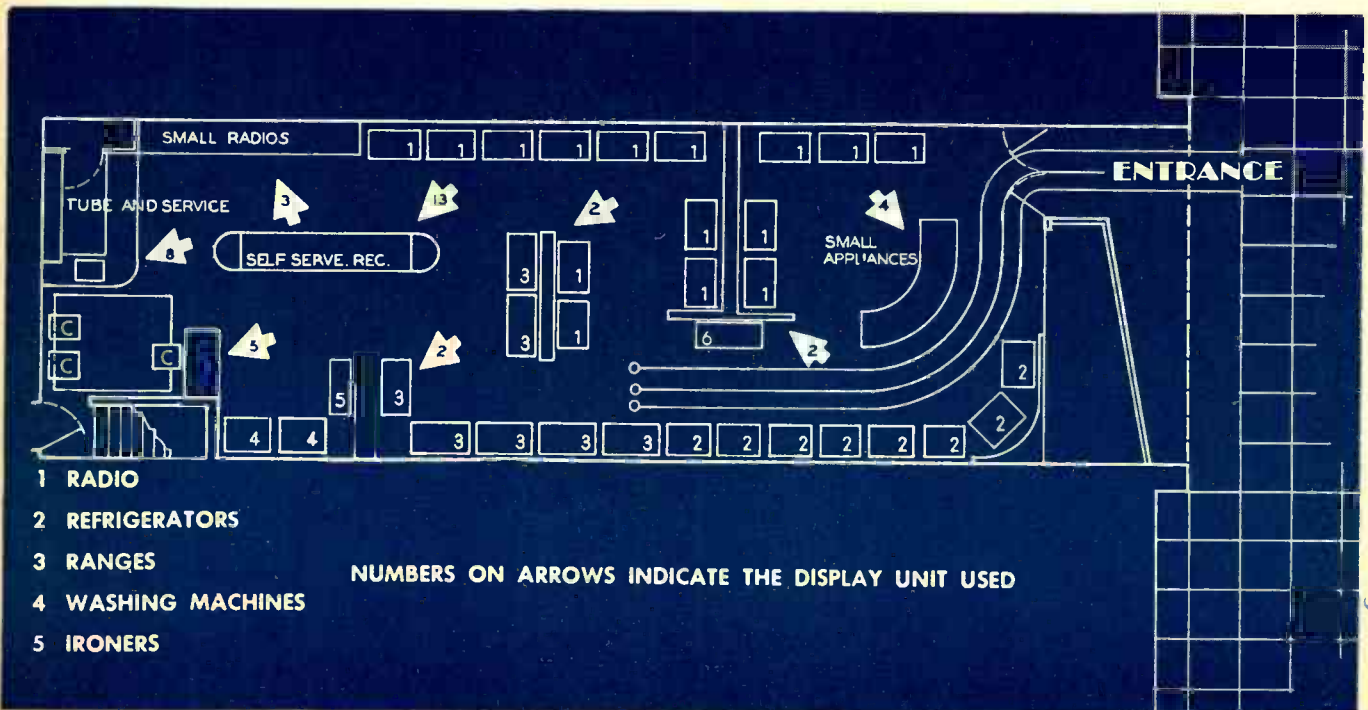 SMALL RADIOS
1 1 1 1 1 1 1 1 1
ENTRANCE
TUBE AND SERVICE
3 13 2 4
1 1
SMALL
APPLIANCES
8
SELF SERVE. REC.
3 1
1 1
C
3 1
6
2
C C
5
2
5
3
2
2
4 4 3 3 3 3 2 2 2 2 2 2
1 RADIO
2 REFRIGERATORS
3 RANGES
4 WASHING MACHINES
5 IRONERS
NUMBERS ON ARROWS INDICATE THE DISPLAY UNIT USED